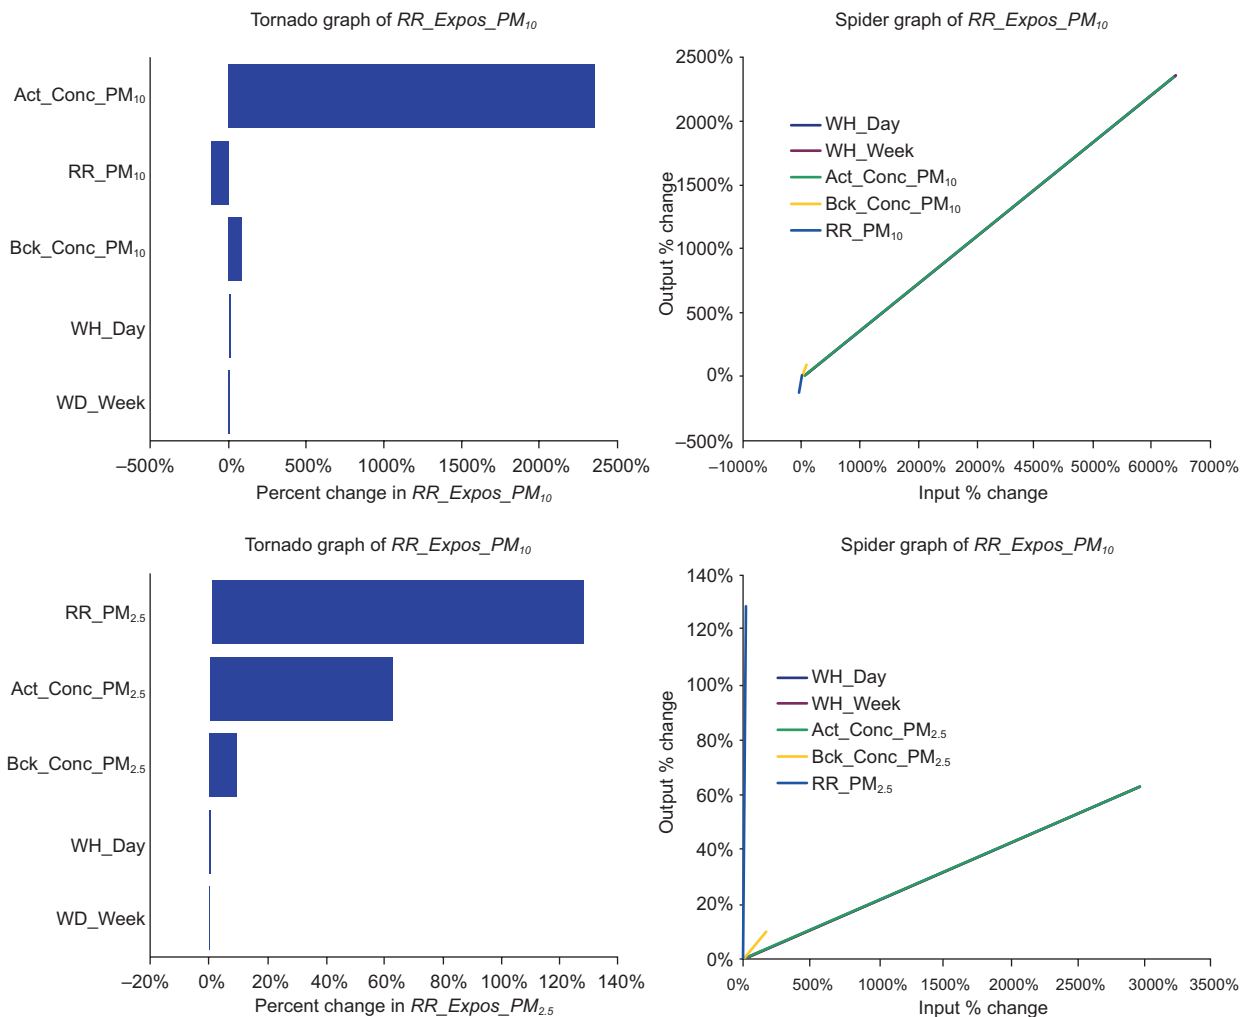 Tornado graph of RR_Expos_PM10
Act_Conc_PM10
RR_PM10
Bck_Conc_PM10
WH_Day
WD_Week
–500% 0% 500% 1000% 1500% 2000% 2500%
Percent change in RR_Expos_PM10
Spider graph of RR_Expos_PM10
Output % change
2500%
2000%
1500%
1000%
500%
0%
–500%
WH_Day
WH_Week
Act_Conc_PM10
Bck_Conc_PM10
RR_PM10
–1000% 0% 1000% 2000% 2000% 4500% 5000% 6000% 7000%
Input % change
Tornado graph of RR_Expos_PM10
RR_PM2.5
Act_Conc_PM2.5
Bck_Conc_PM2.5
WH_Day
WD_Week
–20% 0% 20% 40% 60% 80% 100% 120% 140%
Percent change in RR_Expos_PM2.5
Spider graph of RR_Expos_PM10
Output % change
140%
120%
100%
80%
60%
40%
20%
0%
WH_Day
WH_Week
Act_Conc_PM2.5
Bck_Conc_PM2.5
RR_PM2.5
0% 500% 1000% 2000% 2500% 3000% 3500%
Input % change